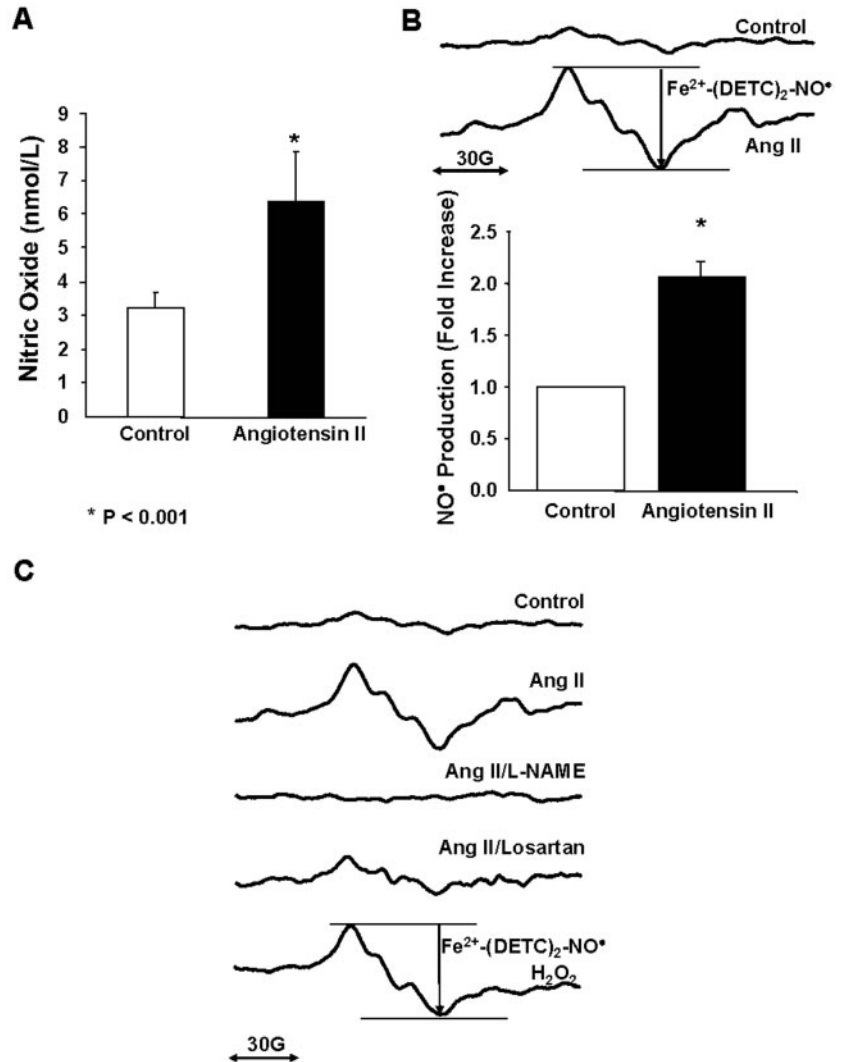 A
Nitric Oxide (nmol/L)
9
8
7
6
5
4
3
2
1
0
*
Control
Angiotensin II
* P < 0.001
B
Control
Fe²⁺-(DETC)₂-NO•
Ang II
30G
NO• Production (Fold Increase)
2.5
2.0
1.5
1.0
0.5
0.0
*
Control
Angiotensin II
C
Control
Ang II
Ang II/L-NAME
Ang II/Losartan
Fe²⁺-(DETC)₂-NO•
H₂O₂
30G